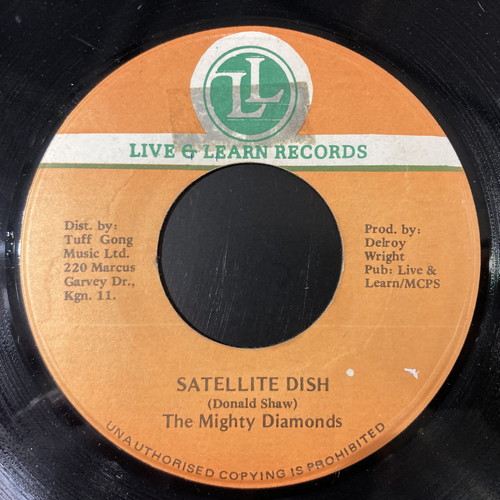 LL
LIVE & LEARN RECORDS
Dist. by:
Tuff Gong
Music Ltd.
220 Marcus
Garvey Dr.,
Kgn. 11.
Prod. by:
Delroy
Wright
Pub: Live &
Learn/MCPS
SATELLITE DISH
(Donald Shaw)
The Mighty Diamonds
UNAUTHORISED COPYING IS PROHIBITED